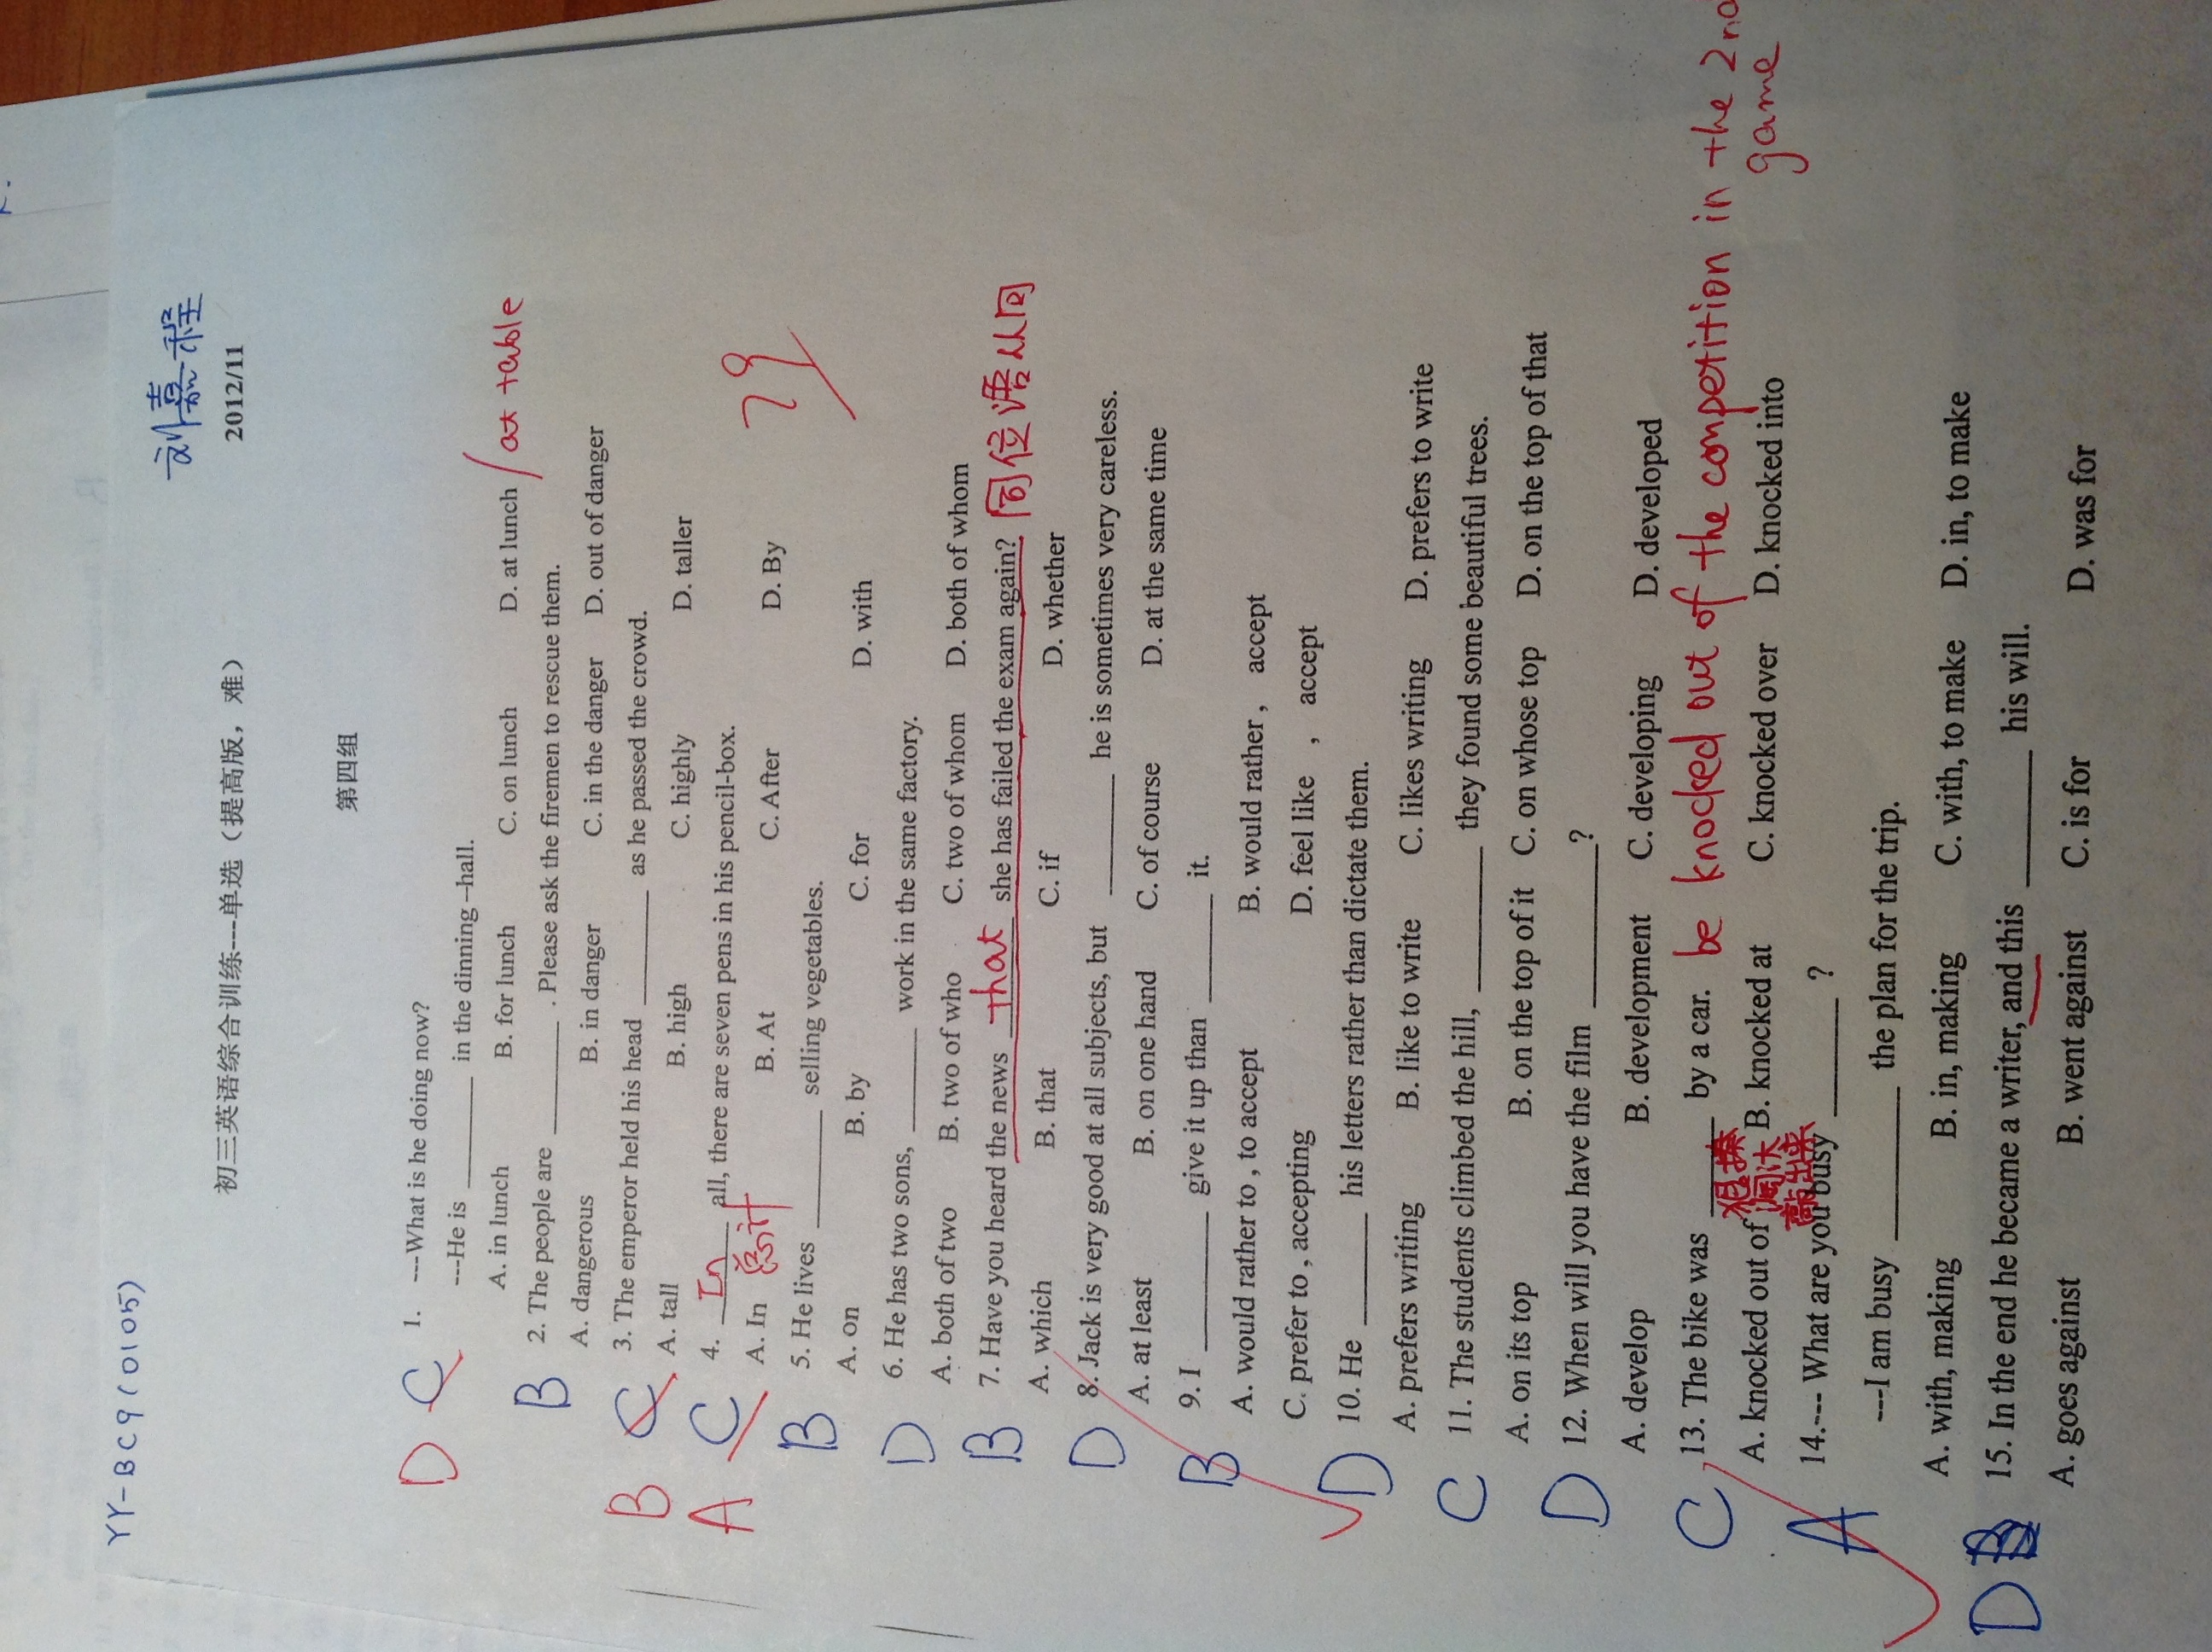 YY-BC9(0105)
刘嘉程
初三英语综合训练---单选（提高版，难） 2012/11
第四组
D C 1. ---What is he doing now?
---He is ________ in the dinning –hall.
A. in lunch B. for lunch C. on lunch D. at lunch / at table
B 2. The people are ________ . Please ask the firemen to rescue them.
A. dangerous B. in danger C. in the danger D. out of danger
B C 3. The emperor held his head ________ as he passed the crowd.
A. tall B. high C. highly D. taller
A C 4. In all, there are seven pens in his pencil-box.
A. In 总计 B. At C. After D. By
79
B 5. He lives ________ selling vegetables.
A. on B. by C. for D. with
D 6. He has two sons, ________ work in the same factory.
A. both of two B. two of who C. two of whom D. both of whom
B 7. Have you heard the news that she has failed the exam again? 同位语从句
A. which B. that C. if D. whether
D 8. Jack is very good at all subjects, but ________ he is sometimes very careless.
A. at least B. on one hand C. of course D. at the same time
B 9. I ________ give it up than ________ it.
A. would rather to , to accept B. would rather , accept
C. prefer to , accepting D. feel like , accept
D 10. He ________ his letters rather than dictate them.
A. prefers writing B. like to write C. likes writing D. prefers to write
C 11. The students climbed the hill, ________ they found some beautiful trees.
A. on its top B. on the top of it C. on whose top D. on the top of that
D 12. When will you have the film ________?
A. develop B. development C. developing D. developed
C 13. The bike was ________ by a car. be knocked out of the competition in the 2nd
game
狠揍
A. knocked out of 淘汰 B. knocked at C. knocked over D. knocked into
敲出来
A 14.--- What are you busy ________ ?
---I am busy ________ the plan for the trip.
A. with, making B. in, making C. with, to make D. in, to make
D B 15. In the end he became a writer, and this ________ his will.
A. goes against B. went against C. is for D. was for